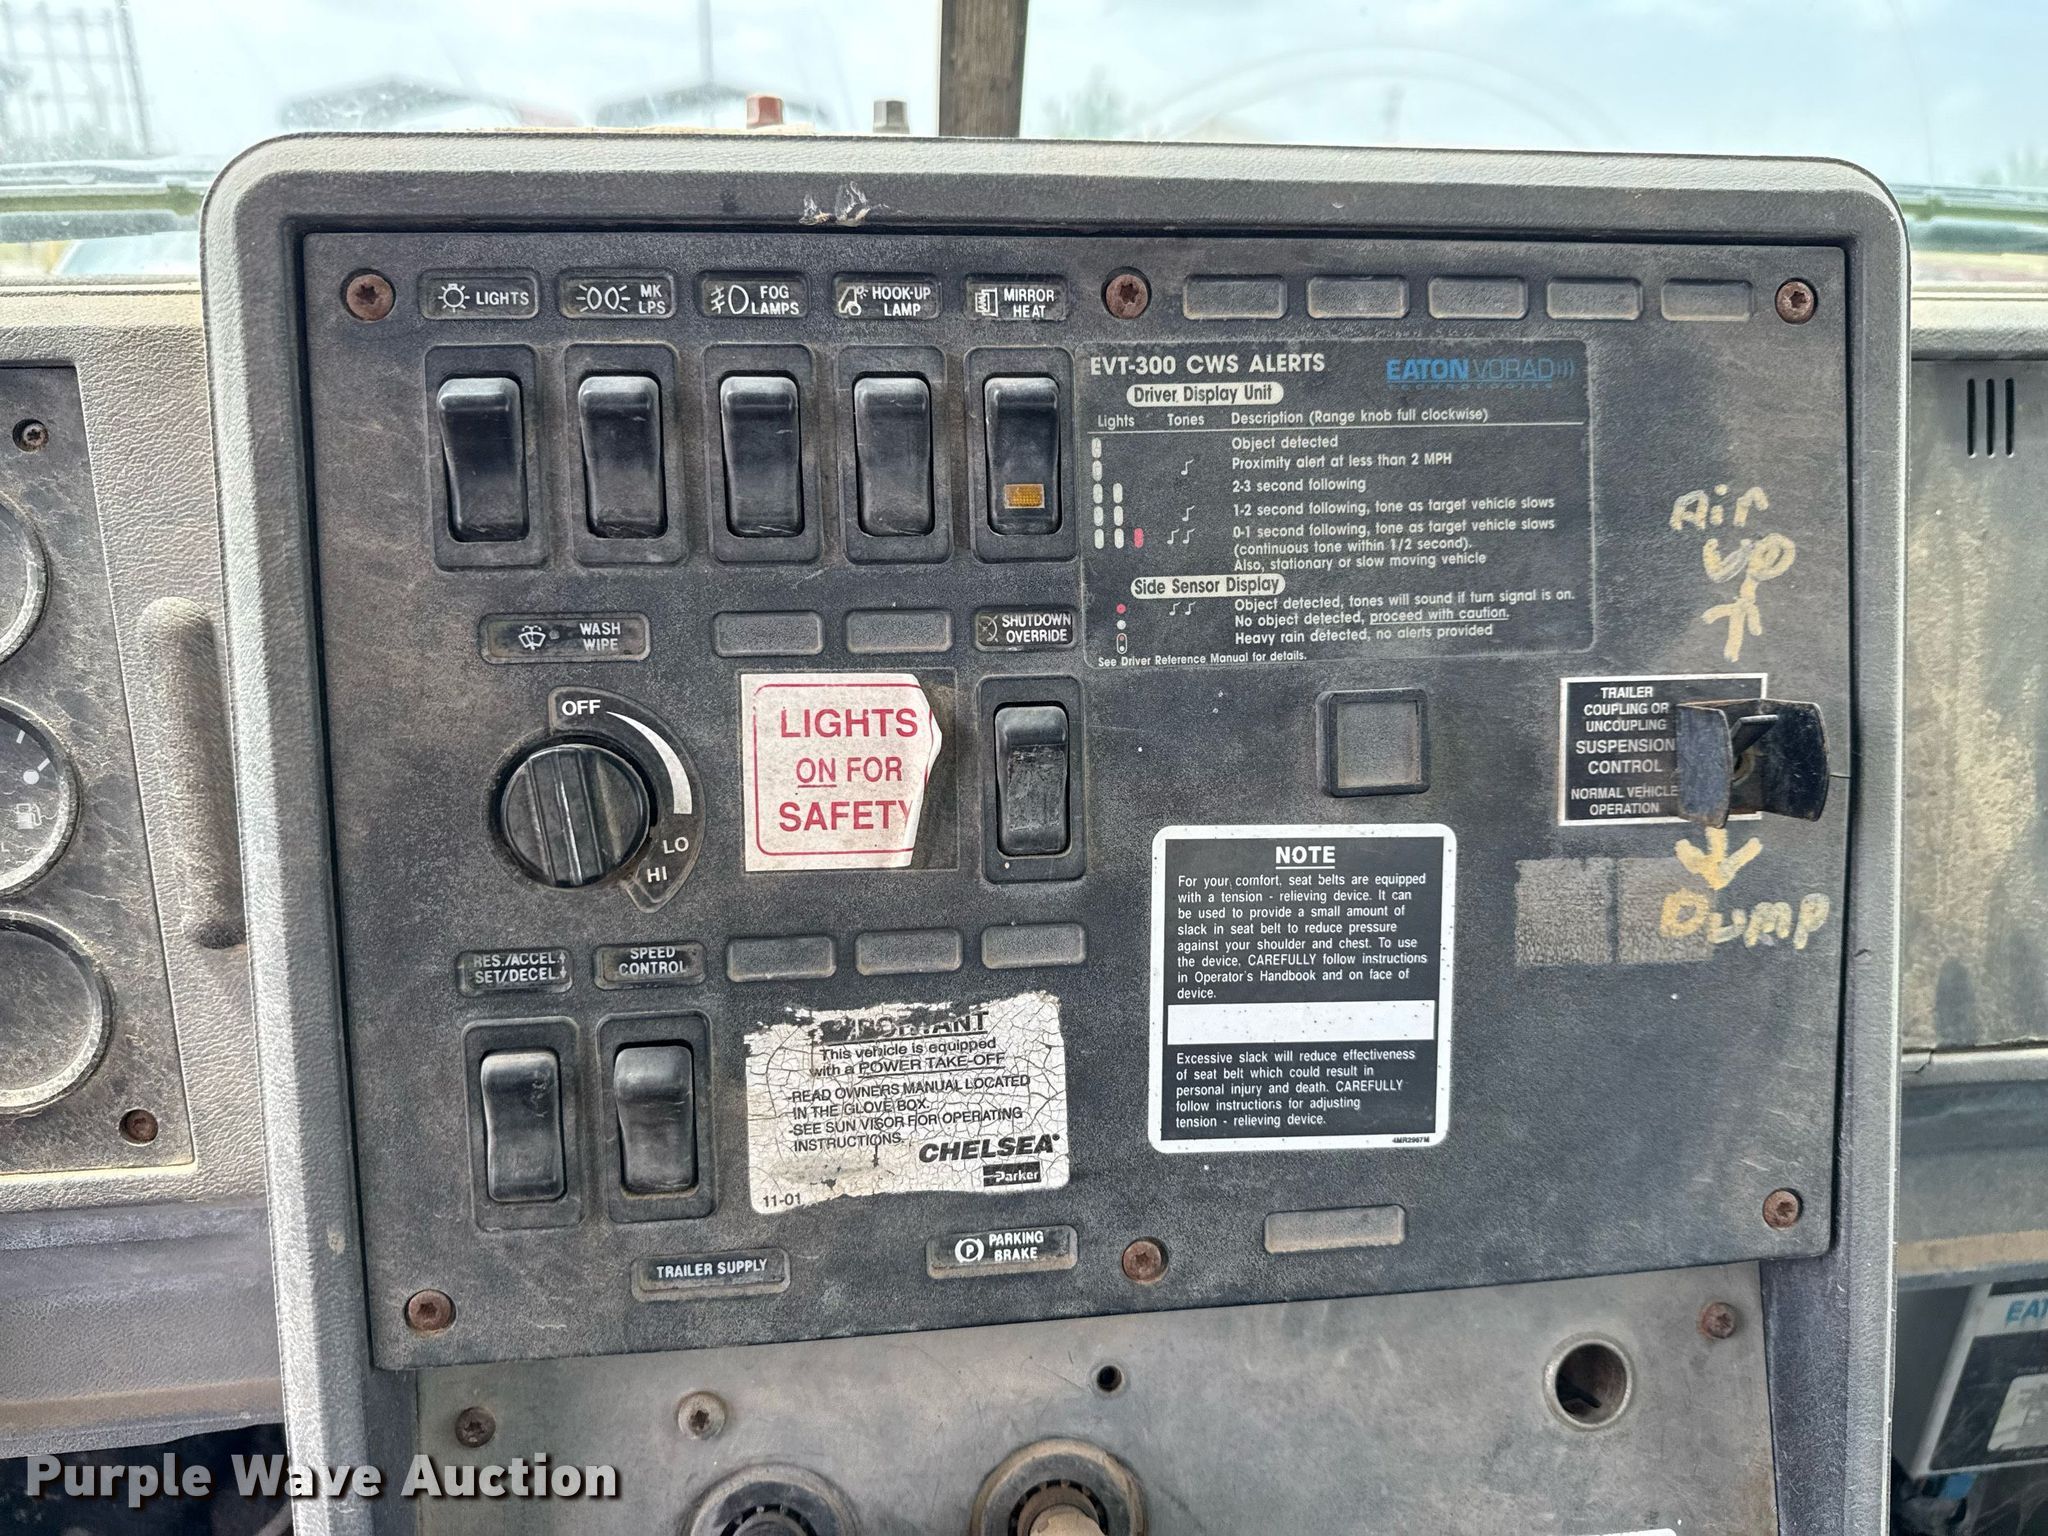 LIGHTS
MK
LPS
FOG
LAMPS
HOOK-UP
LAMP
MIRROR
HEAT
EVT-300 CWS ALERTS
EATON VORAD
Driver Display Unit
Lights Tones Description (Range knob full clockwise)
Object detected
Proximity alert at less than 2 MPH
2-3 second following
1-2 second following, tone as target vehicle slows
0-1 second following, tone as target vehicle slows
(continuous tone within 1/2 second).
Also, stationary or slow moving vehicle
Side Sensor Display
Object detected, tones will sound if turn signal is on.
No object detected, proceed with caution.
Heavy rain detected, no alerts provided
See Driver Reference Manual for details.
Air
UP
WASH
WIPE
SHUTDOWN
OVERRIDE
OFF
LO
HI
LIGHTS
ON FOR
SAFETY
TRAILER
COUPLING OR
UNCOUPLING
SUSPENSION
CONTROL
NORMAL VEHICLE
OPERATION
Dump
NOTE
For your comfort, seat belts are equipped
with a tension - relieving device. It can
be used to provide a small amount of
slack in seat belt to reduce pressure
against your shoulder and chest. To use
the device, CAREFULLY follow instructions
in Operator's Handbook and on face of
device.
Excessive slack will reduce effectiveness
of seat belt which could result in
personal injury and death. CAREFULLY
follow instructions for adjusting
tension - relieving device.
4MR2967M
RES./ACCEL.
SET/DECEL.
SPEED
CONTROL
PORTANT
This vehicle is equipped
with a POWER TAKE-OFF
-READ OWNERS MANUAL LOCATED
IN THE GLOVE BOX.
-SEE SUN VISOR FOR OPERATING
INSTRUCTIONS.
CHELSEA
Parker
11-01
TRAILER SUPPLY
P PARKING
BRAKE
EAT
Purple Wave Auction